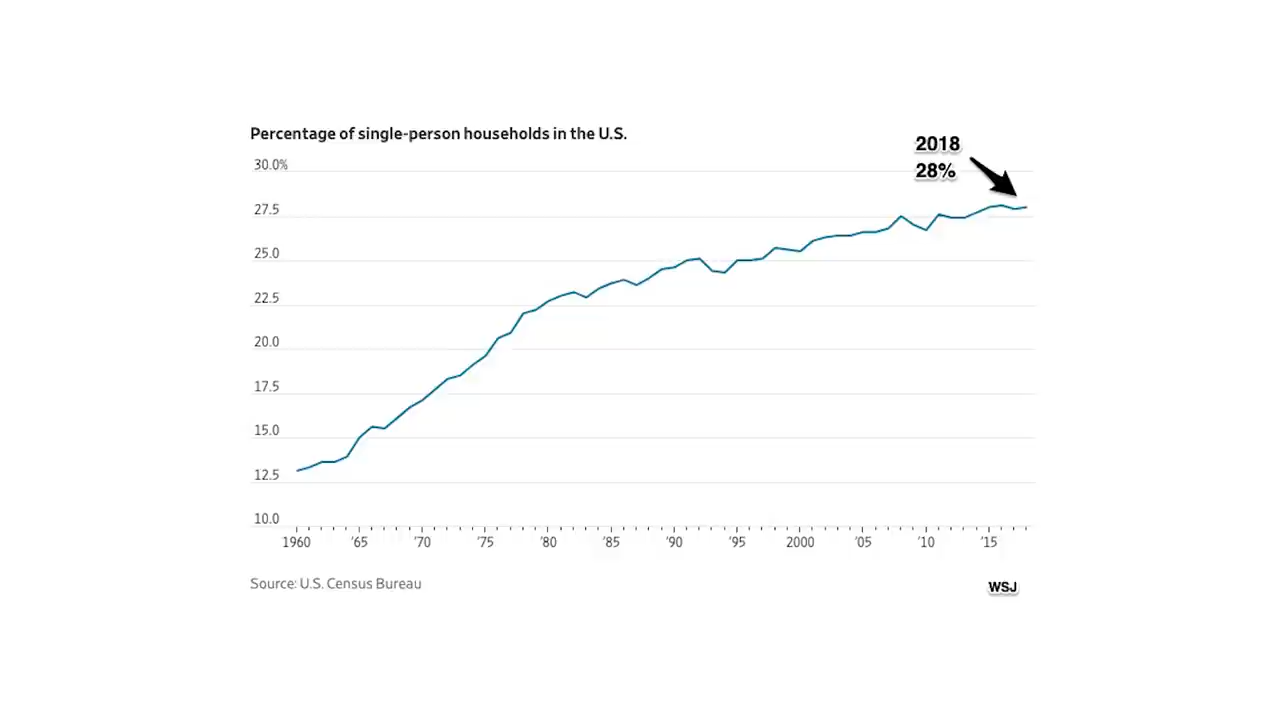 Percentage of single-person households in the U.S.
2018
28%
30.0%
27.5
25.0
22.5
20.0
17.5
15.0
12.5
10.0
1960 '65 '70 '75 '80 '85 '90 '95 2000 '05 '10 '15
Source: U.S. Census Bureau
WSJ